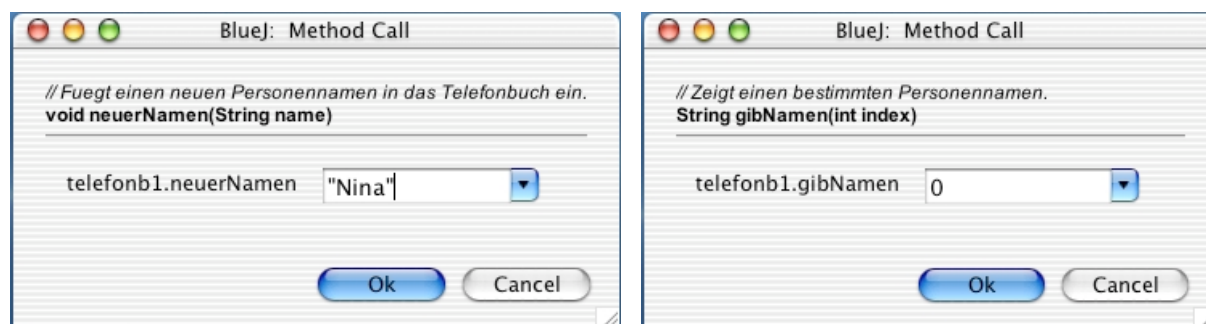 BlueJ: Method Call
// Fuegt einen neuen Personennamen in das Telefonbuch ein.
void neuerNamen(String name)
telefonb1.neuerNamen "Nina"
Ok Cancel
BlueJ: Method Call
// Zeigt einen bestimmten Personennamen.
String gibNamen(int index)
telefonb1.gibNamen 0
Ok Cancel